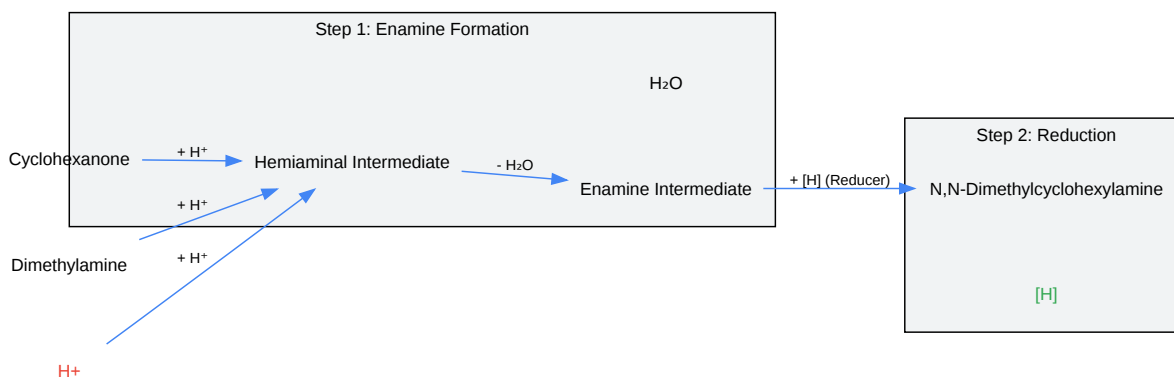 Step 1: Enamine Formation
H₂O
Step 2: Reduction
Cyclohexanone
+ H⁺
Hemiaminal Intermediate
- H₂O
Enamine Intermediate
+ [H] (Reducer)
N,N-Dimethylcyclohexylamine
+ H⁺
Dimethylamine
+ H⁺
[H]
H+